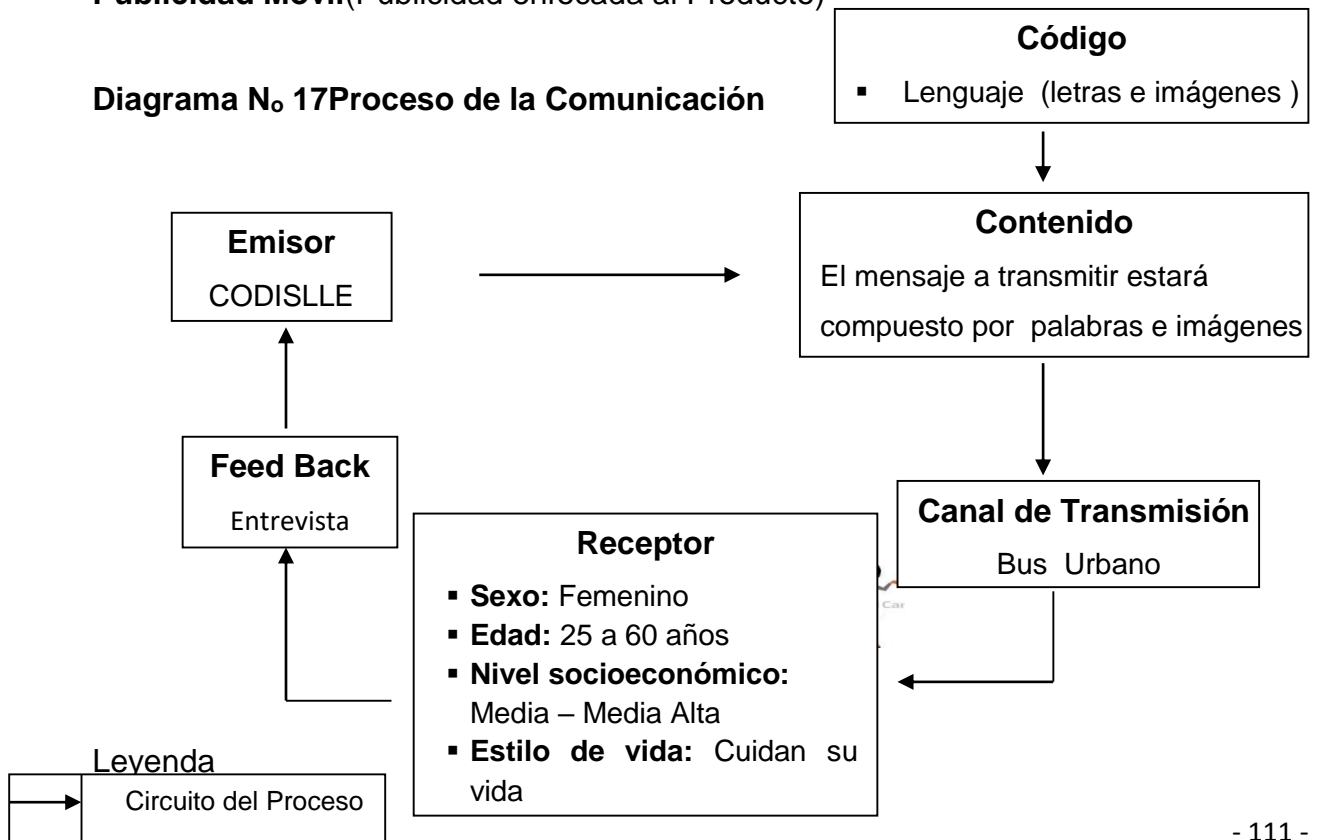 Publicidad Móvil(Publicidad enfocada al Producto)
Diagrama No 17Proceso de la Comunicación
Código
▪ Lenguaje (letras e imágenes )
Contenido
El mensaje a transmitir estará
compuesto por palabras e imágenes
Emisor
CODISLLE
Feed Back
Entrevista
Canal de Transmisión
Bus Urbano
Receptor
▪ Sexo: Femenino
▪ Edad: 25 a 60 años
▪ Nivel socioeconómico:
Media – Media Alta
▪ Estilo de vida: Cuidan su
vida
Car
Leyenda
Circuito del Proceso
- 111 -